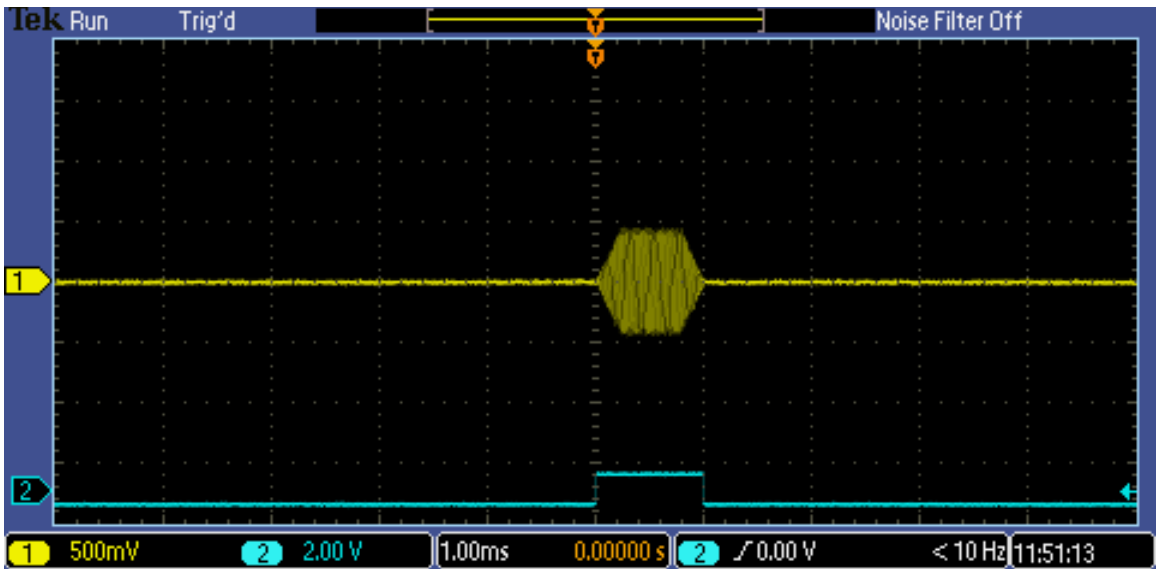 Tek Run Trig'd Noise Filter Off
T
T
1
2
1 500mV 2 2.00 V 1.00ms 0.00000 s 2 0.00 V < 10 Hz 11:51:13